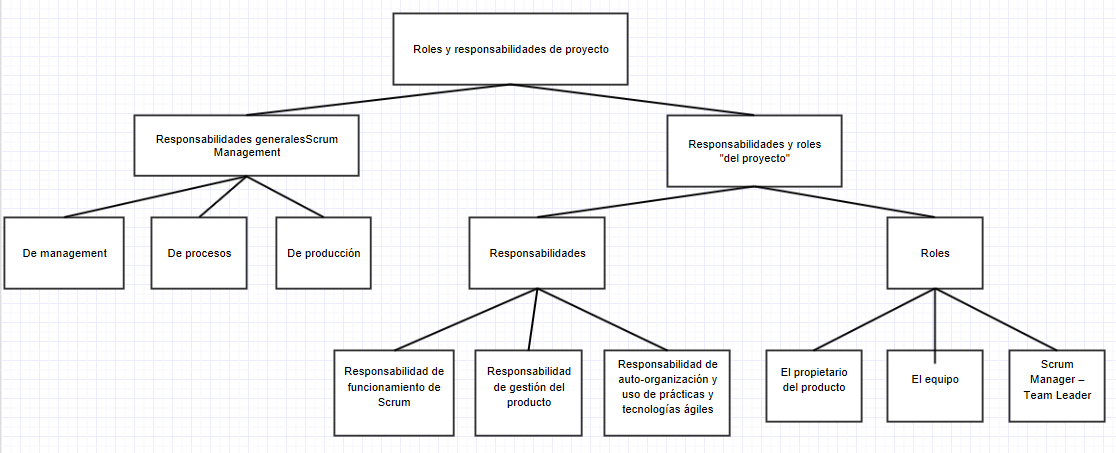 Roles y responsabilidades de proyecto
Responsabilidades generalesScrum
Management
Responsabilidades y roles
"del proyecto"
De management
De procesos
De producción
Responsabilidades
Roles
Responsabilidad de
funcionamiento de
Scrum
Responsabilidad
de gestión del
producto
Responsabilidad de
auto-organización y
uso de prácticas y
tecnologías ágiles
El propietario
del producto
El equipo
Scrum
Manager –
Team Leader